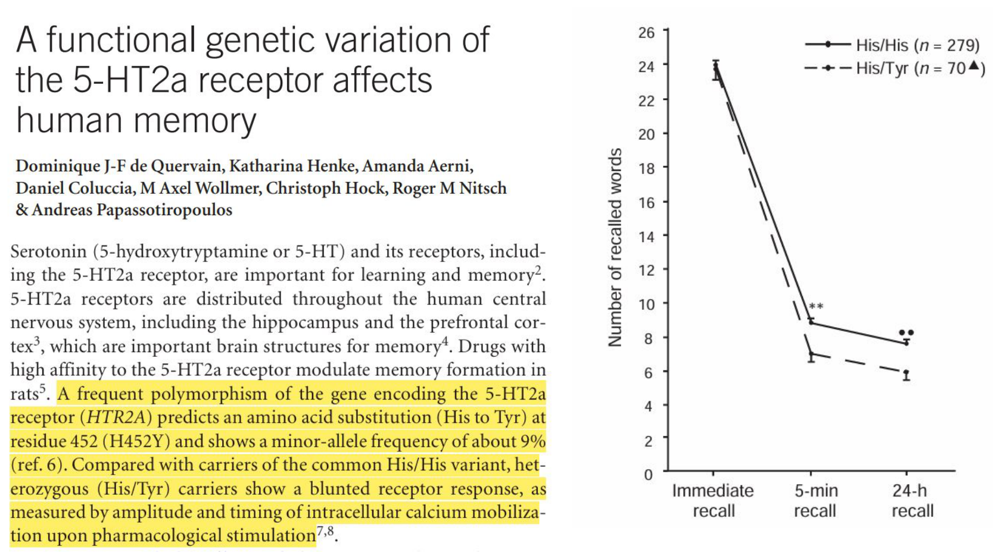 A functional genetic variation of
the 5-HT2a receptor affects
human memory
Dominique J-F de Quervain, Katharina Henke, Amanda Aerni,
Daniel Coluccia, M Axel Wollmer, Christoph Hock, Roger M Nitsch
& Andreas Papassotiropoulos
Serotonin (5-hydroxytryptamine or 5-HT) and its receptors, includ-
ing the 5-HT2a receptor, are important for learning and memory².
5-HT2a receptors are distributed throughout the human central
nervous system, including the hippocampus and the prefrontal cor-
tex³, which are important brain structures for memory⁴. Drugs with
high affinity to the 5-HT2a receptor modulate memory formation in
rats⁵. A frequent polymorphism of the gene encoding the 5-HT2a
receptor (HTR2A) predicts an amino acid substitution (His to Tyr) at
residue 452 (H452Y) and shows a minor-allele frequency of about 9%
(ref. 6). Compared with carriers of the common His/His variant, het-
erozygous (His/Tyr) carriers show a blunted receptor response, as
measured by amplitude and timing of intracellular calcium mobiliza-
tion upon pharmacological stimulation⁷,⁸.
His/His (n = 279)
His/Tyr (n = 70▲)
Number of recalled words
26
24
22
20
18
16
14
12
10
8
6
4
2
0
**
●●
Immediate
recall
5-min
recall
24-h
recall